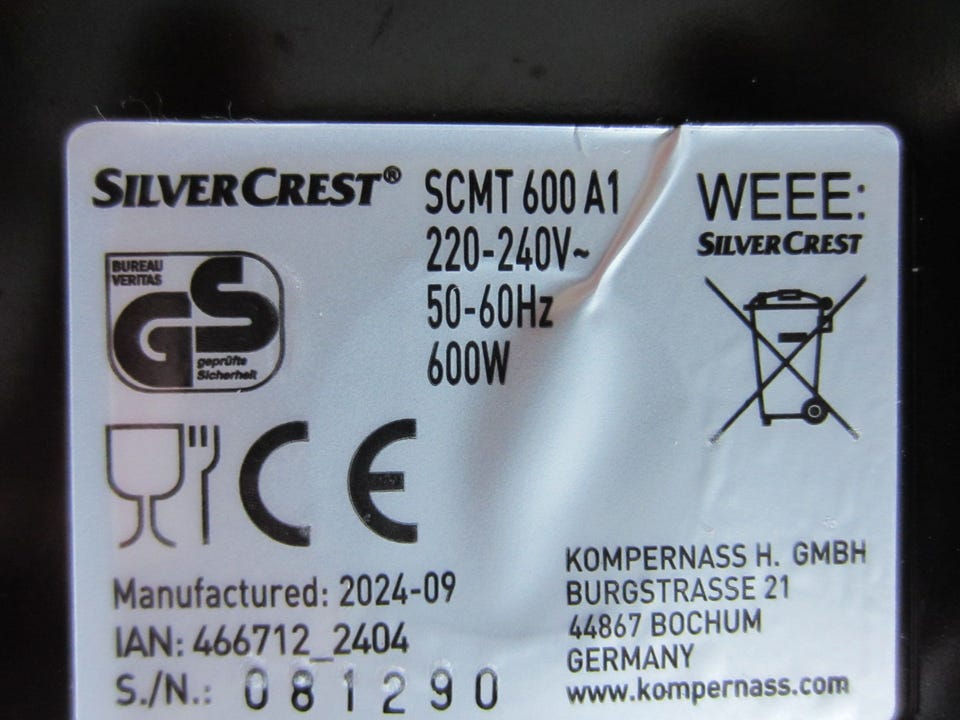 SILVERCREST®
SCMT 600 A1
220-240V~
50-60Hz
600W
WEEE:
SILVERCREST
BUREAU
VERITAS
GS
geprüfte
Sicherheit
CE
Manufactured: 2024-09
IAN: 466712_2404
S./N.: 081290
KOMPERNASS H. GMBH
BURGSTRASSE 21
44867 BOCHUM
GERMANY
www.kompernass.com